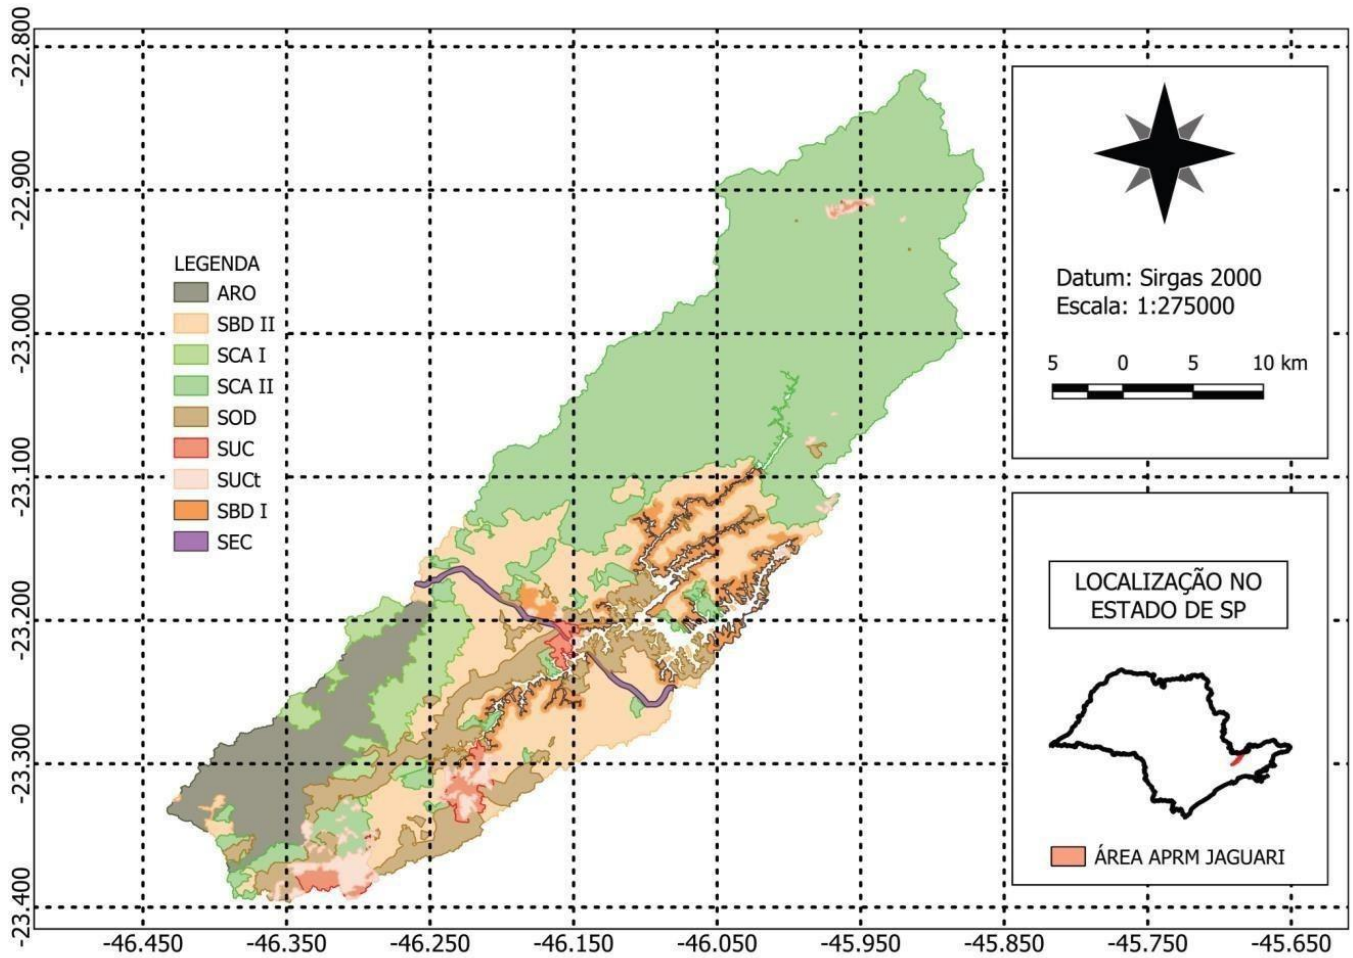 -22.800
-22.900
-23.000
-23.100
-23.200
-23.300
-23.400
LEGENDA
ARO
SBD II
SCA I
SCA II
SOD
SUC
SUCt
SBD I
SEC
Datum: Sirgas 2000
Escala: 1:275000
5 0 5 10 km
LOCALIZAÇÃO NO
ESTADO DE SP
ÁREA APRM JAGUARI
-46.450 -46.350 -46.250 -46.150 -46.050 -45.950 -45.850 -45.750 -45.650